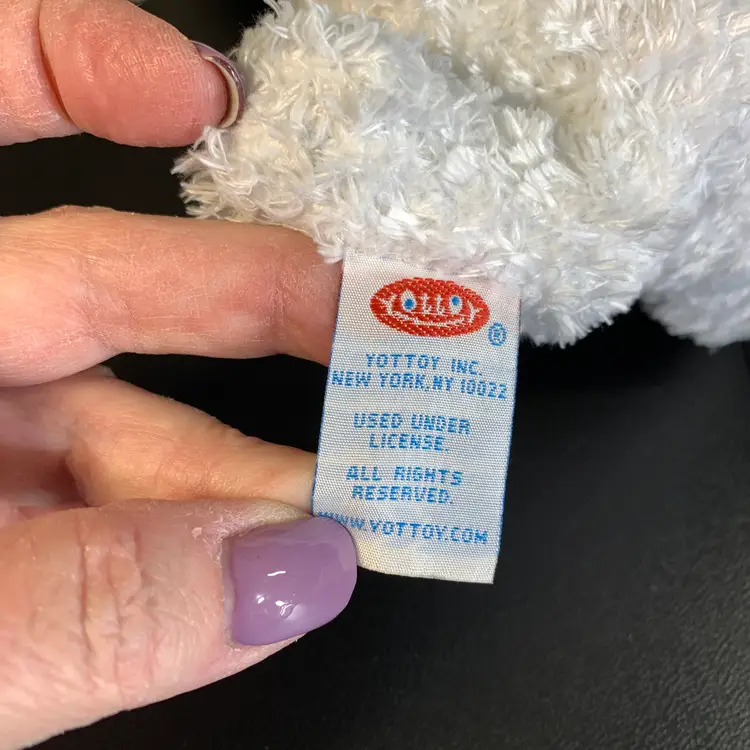 Yottoy
®
YOTTOY INC.
NEW YORK, NY 10022
USED UNDER
LICENSE.
ALL RIGHTS
RESERVED.
WWW.YOTTOY.COM